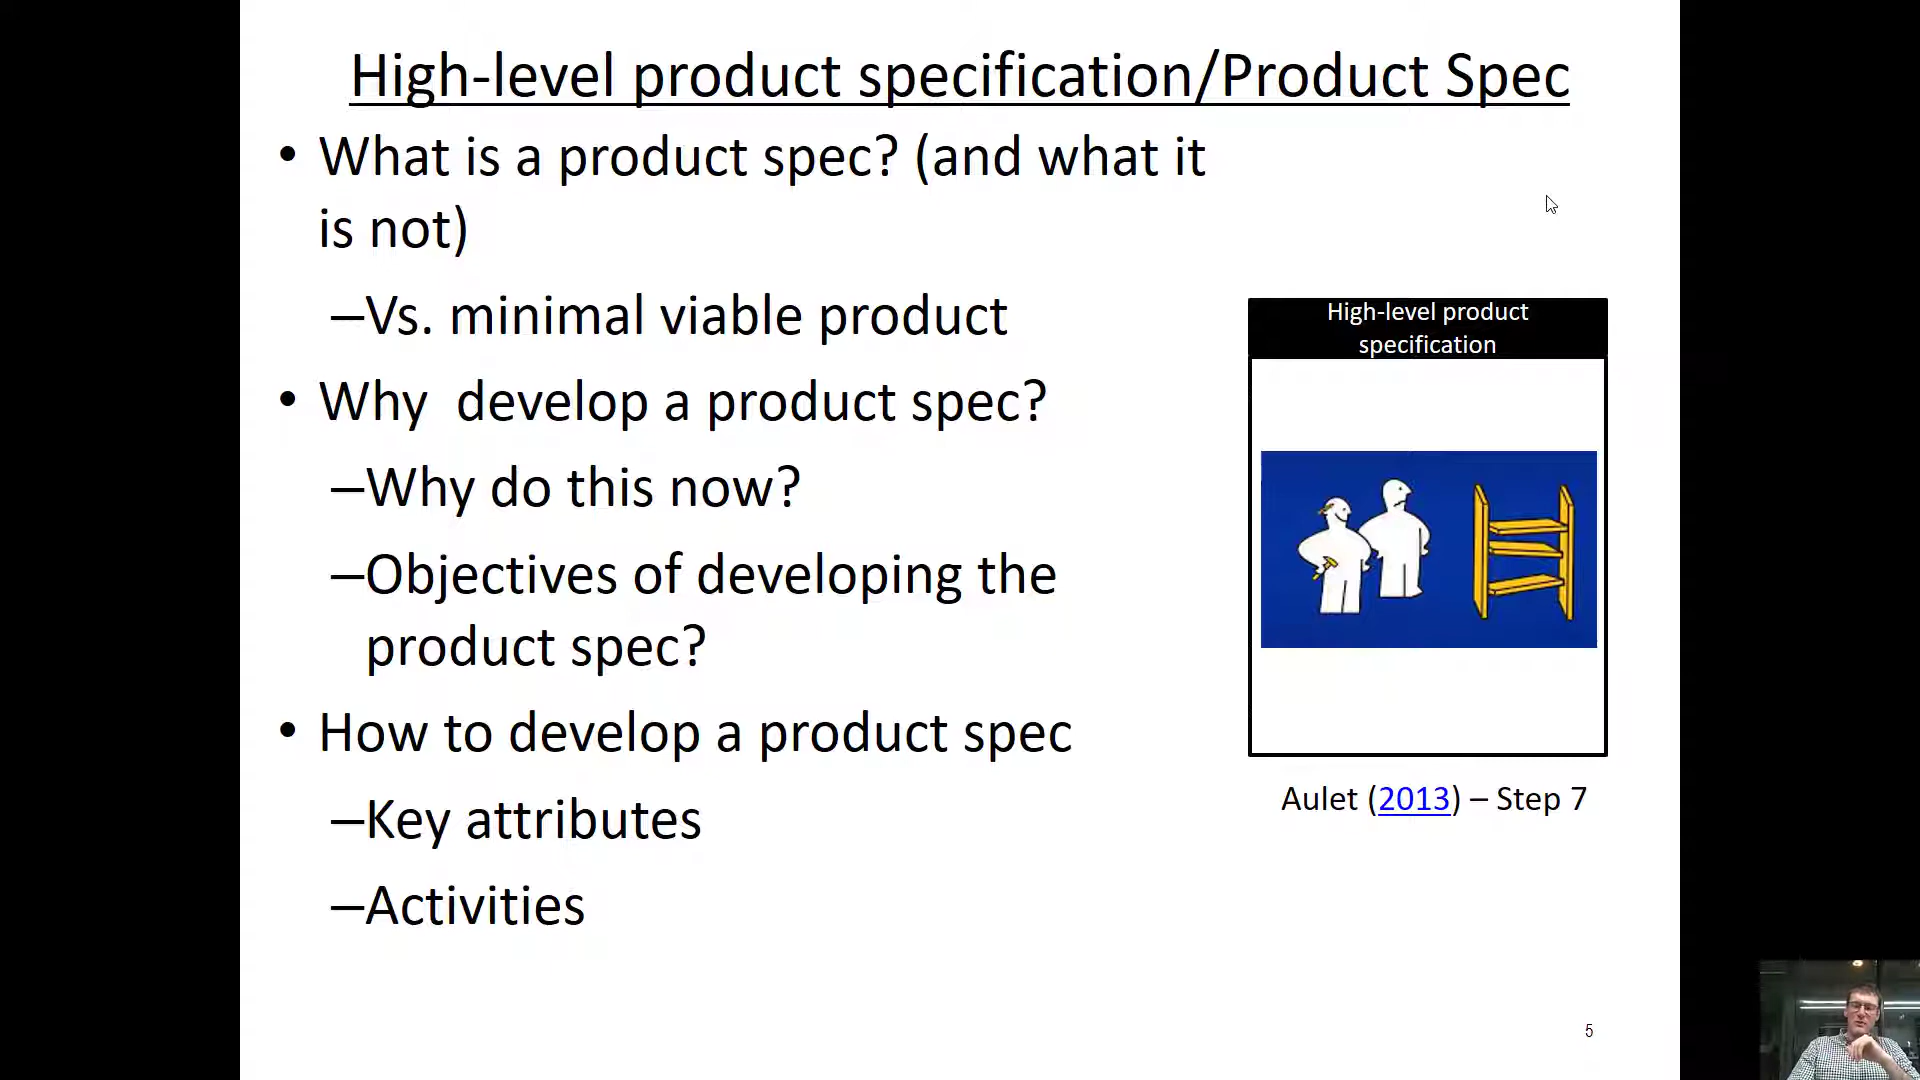 High-level product specification/Product Spec
• What is a product spec? (and what it
is not)
–Vs. minimal viable product
• Why  develop a product spec?
–Why do this now?
–Objectives of developing the
product spec?
• How to develop a product spec
–Key attributes
–Activities
High-level product
specification
Aulet (2013) – Step 7
5